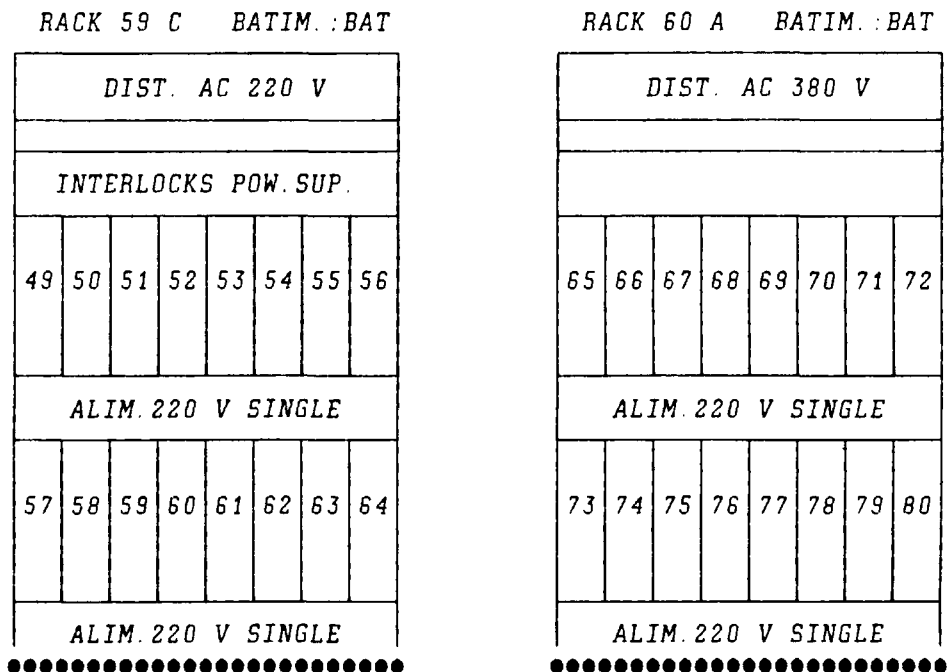 RACK 59 C BATIM.:BAT
DIST. AC 220 V
INTERLOCKS POW.SUP.
49 50 51 52 53 54 55 56
ALIM.220 V SINGLE
57 58 59 60 61 62 63 64
ALIM.220 V SINGLE
RACK 60 A BATIM.:BAT
DIST. AC 380 V
65 66 67 68 69 70 71 72
ALIM.220 V SINGLE
73 74 75 76 77 78 79 80
ALIM.220 V SINGLE